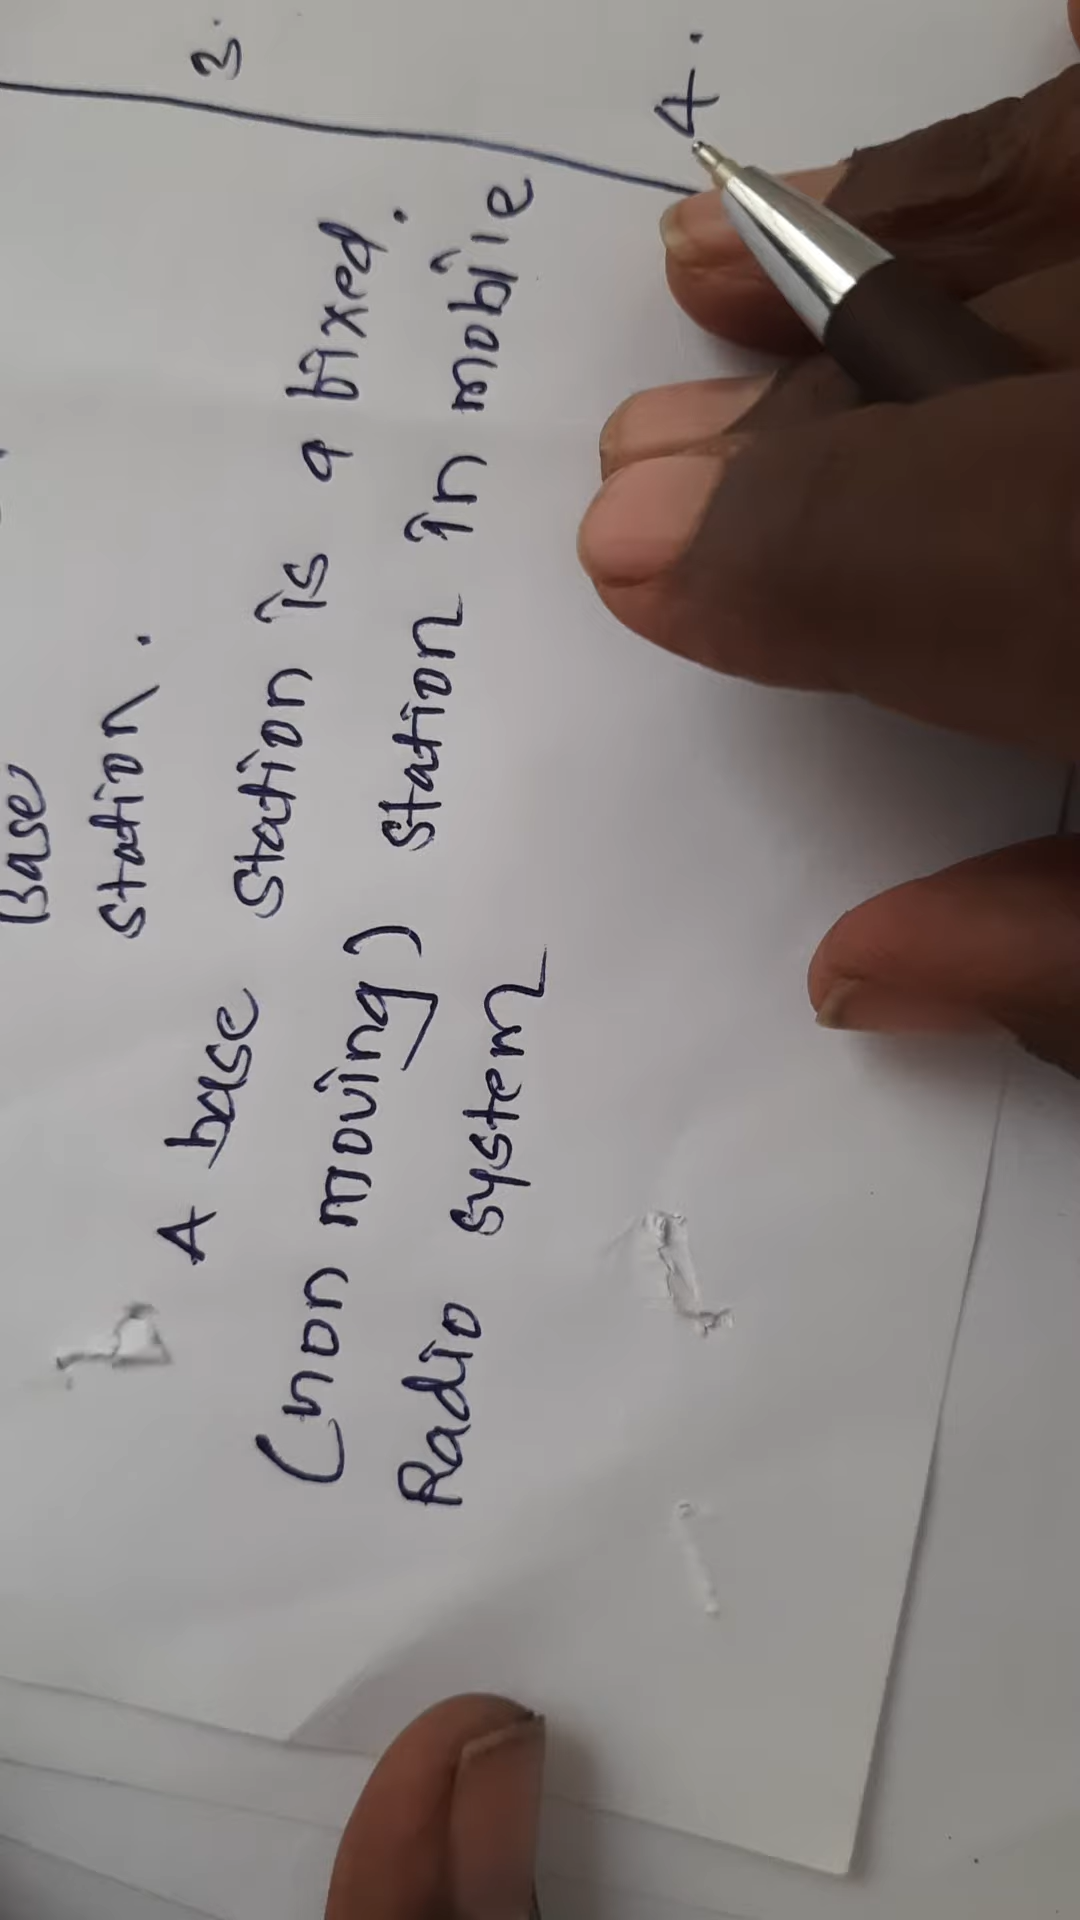 Base
Station.
A base Station is a fixed.
(non moving) Station in mobile
Radio System
3.
4.